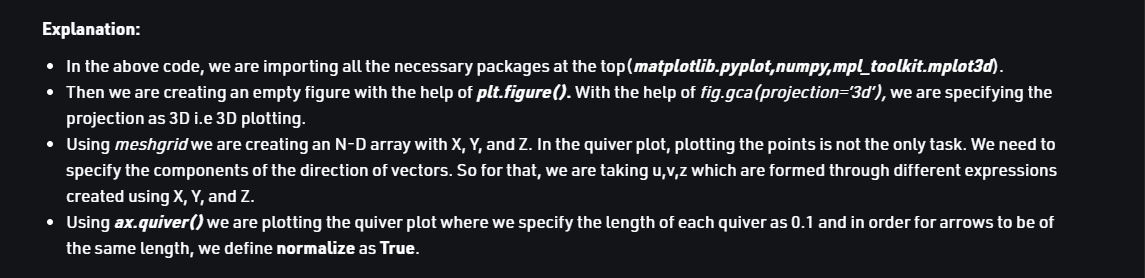 Explanation:
• In the above code, we are importing all the necessary packages at the top(matplotlib.pyplot,numpy,mpl_toolkit.mplot3d).
• Then we are creating an empty figure with the help of plt.figure(). With the help of fig.gca(projection='3d'), we are specifying the
projection as 3D i.e 3D plotting.
• Using meshgrid we are creating an N-D array with X, Y, and Z. In the quiver plot, plotting the points is not the only task. We need to
specify the components of the direction of vectors. So for that, we are taking u,v,z which are formed through different expressions
created using X, Y, and Z.
• Using ax.quiver() we are plotting the quiver plot where we specify the length of each quiver as 0.1 and in order for arrows to be of
the same length, we define normalize as True.